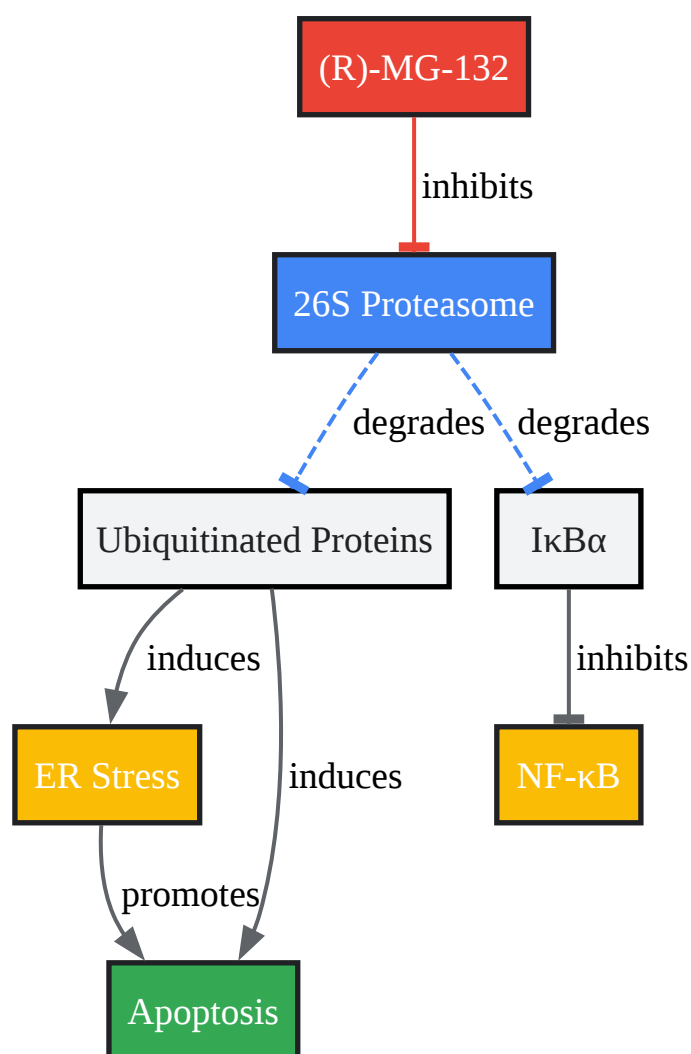 (R)-MG-132
inhibits
26S Proteasome
degrades
degrades
Ubiquitinated Proteins
IκBα
induces
inhibits
ER Stress
induces
NF-κB
promotes
Apoptosis